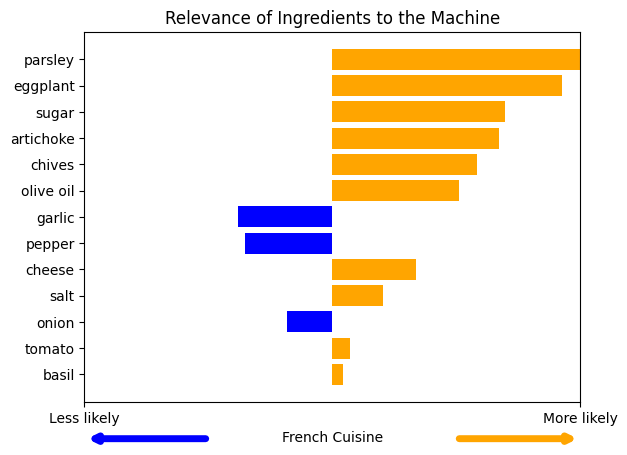 Relevance of Ingredients to the Machine
parsley
eggplant
sugar
artichoke
chives
olive oil
garlic
pepper
cheese
salt
onion
tomato
basil
Less likely
More likely
French Cuisine